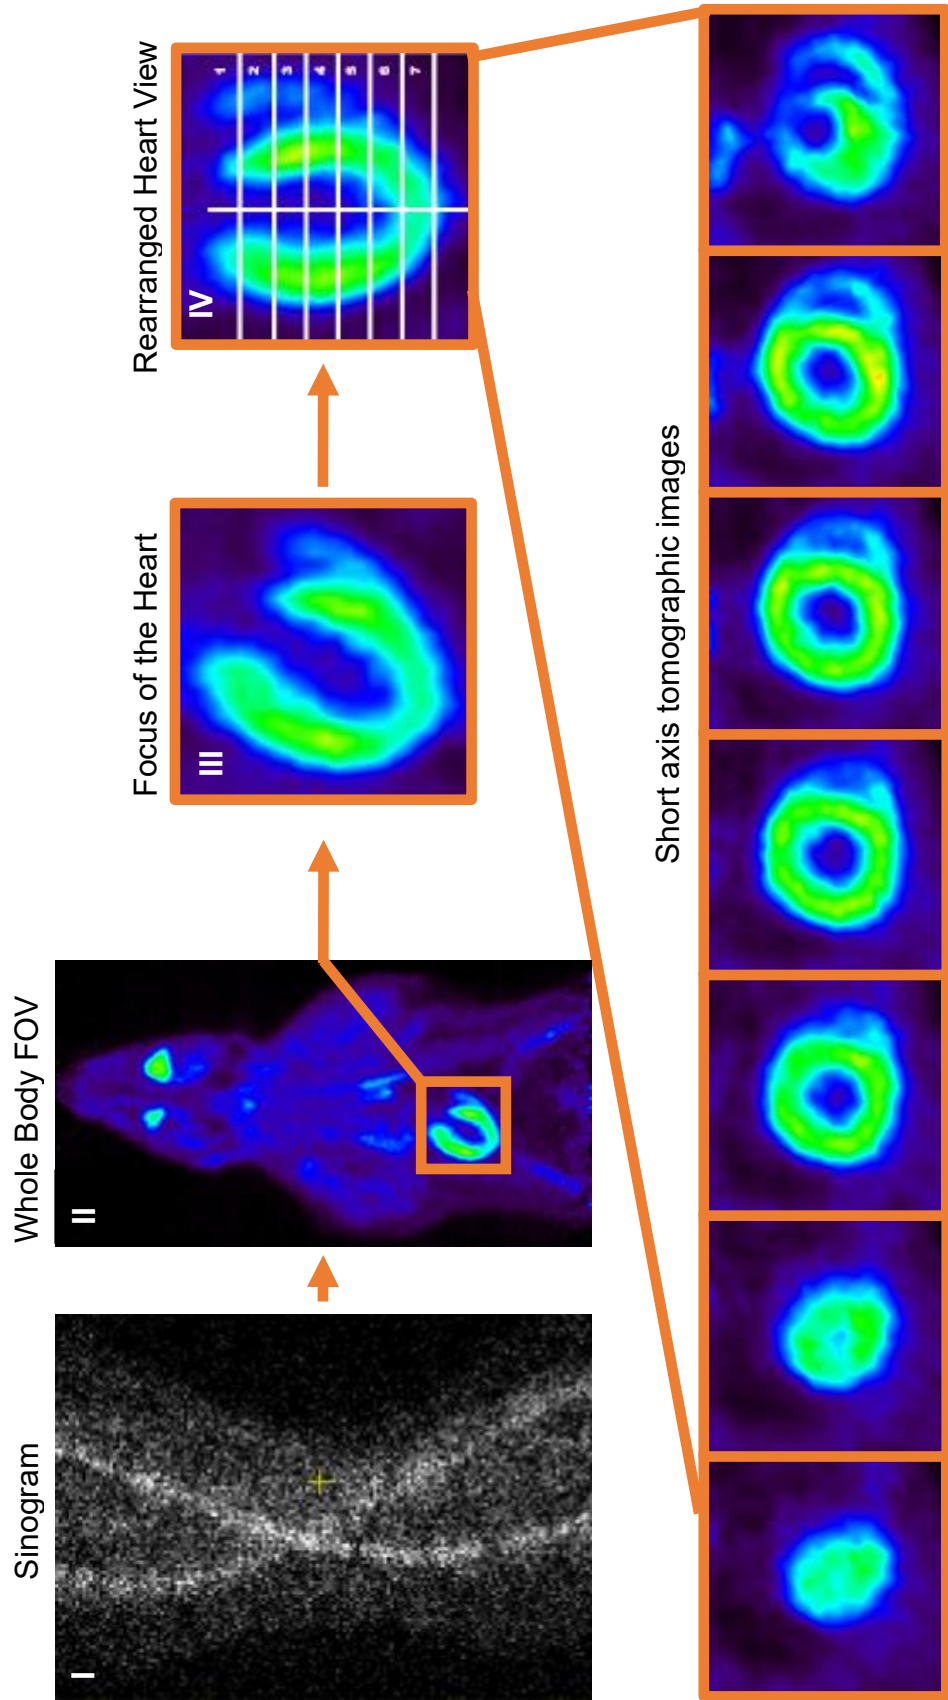 Sinogram
Whole Body FOV
Focus of the Heart
Rearranged Heart View
I
II
III
IV
1
2
3
4
5
6
7
Short axis tomographic images